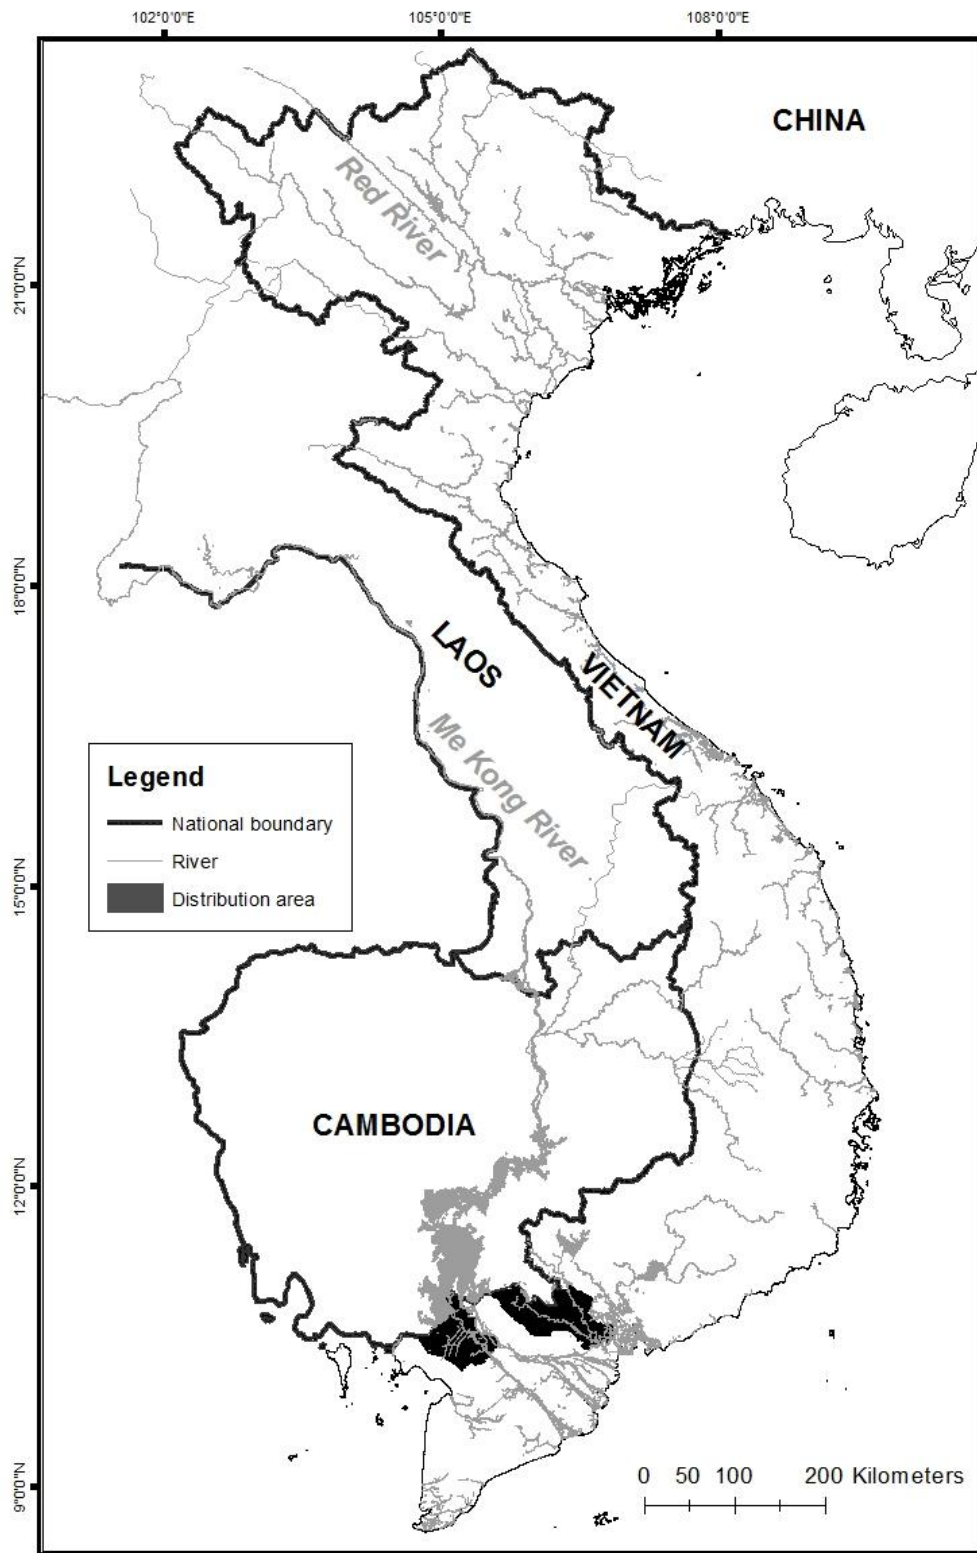 102°0'0"E
105°0'0"E
108°0'0"E
CHINA
Red River
21°0'0"N
18°0'0"N
LAOS
VIETNAM
Me Kong River
Legend
National boundary
River
Distribution area
15°0'0"N
CAMBODIA
12°0'0"N
9°0'0"N
0 50 100 200 Kilometers